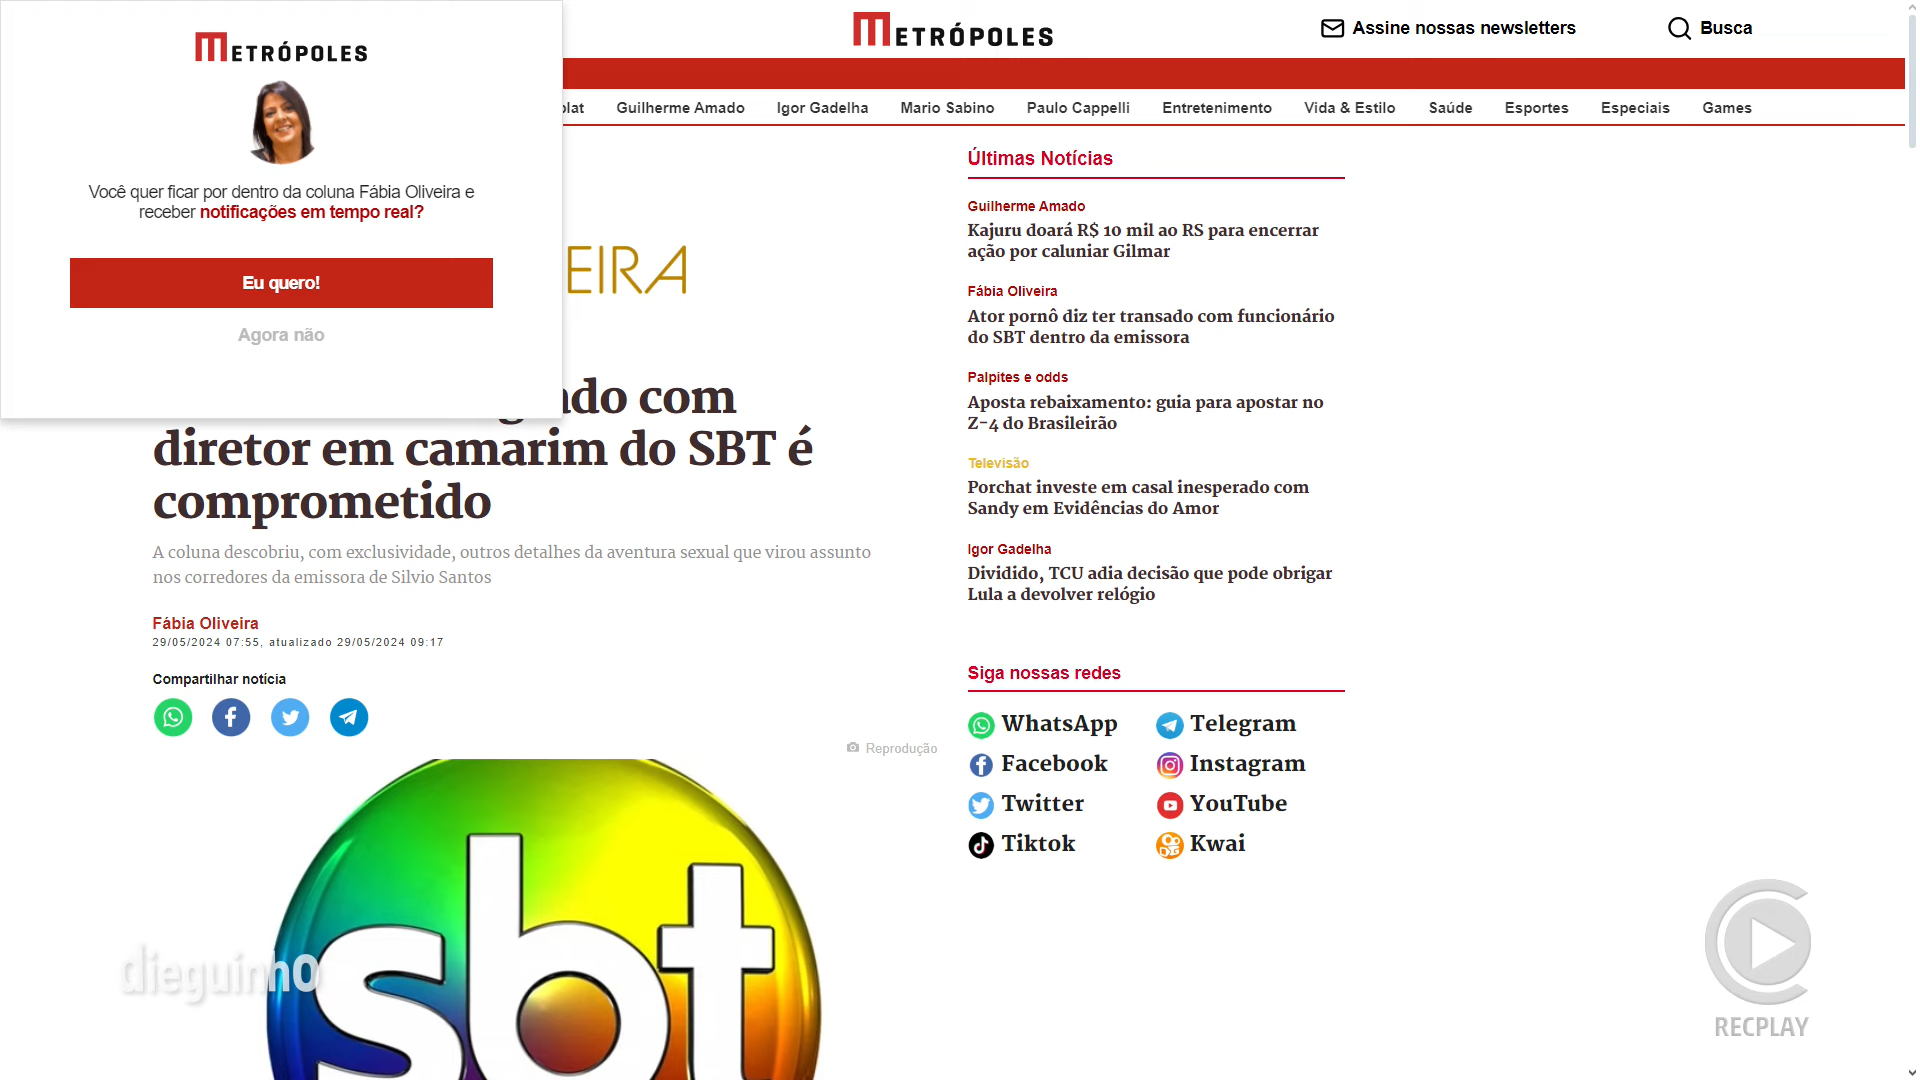 METRÓPOLES
Você quer ficar por dentro da coluna Fábia Oliveira e
receber notificações em tempo real?
Eu quero!
Agora não
METRÓPOLES
Assine nossas newsletters
Busca
lat
Guilherme Amado
Igor Gadelha
Mario Sabino
Paulo Cappelli
Entretenimento
Vida & Estilo
Saúde
Esportes
Especiais
Games
EIRA
do com
diretor em camarim do SBT é
comprometido
A coluna descobriu, com exclusividade, outros detalhes da aventura sexual que virou assunto
nos corredores da emissora de Silvio Santos
Fábia Oliveira
29/05/2024 07:55, atualizado 29/05/2024 09:17
Compartilhar notícia
Reprodução
sbt
dieguinh0
Últimas Notícias
Guilherme Amado
Kajuru doará R$ 10 mil ao RS para encerrar
ação por caluniar Gilmar
Fábia Oliveira
Ator pornô diz ter transado com funcionário
do SBT dentro da emissora
Palpites e odds
Aposta rebaixamento: guia para apostar no
Z-4 do Brasileirão
Televisão
Porchat investe em casal inesperado com
Sandy em Evidências do Amor
Igor Gadelha
Dividido, TCU adia decisão que pode obrigar
Lula a devolver relógio
Siga nossas redes
WhatsApp
Telegram
Facebook
Instagram
Twitter
YouTube
Tiktok
Kwai
RECPLAY